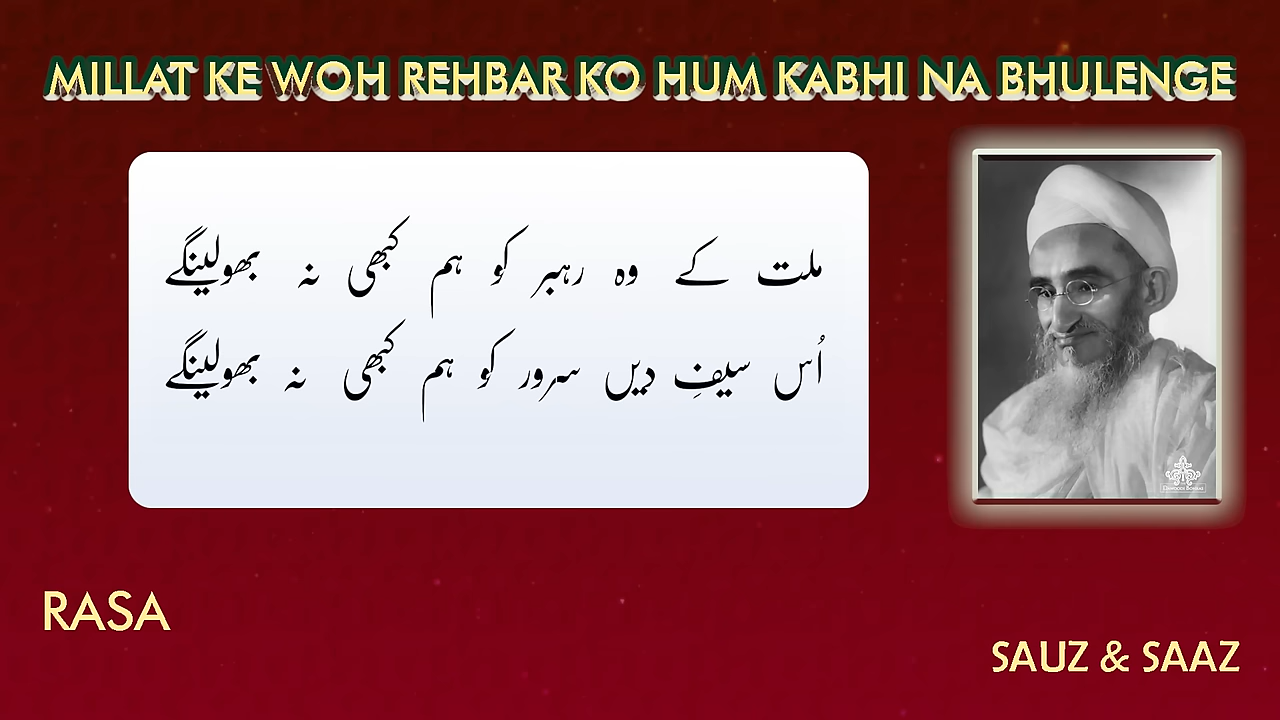 MILLAT KE WOH REHBAR KO HUM KABHI NA BHULENGE
ملت کے وہ رہبر کو ہم کبھی نہ بھولینگے
اُس سیفِ دیں سرور کو ہم کبھی نہ بھولینگے
RASA
SAUZ & SAAZ